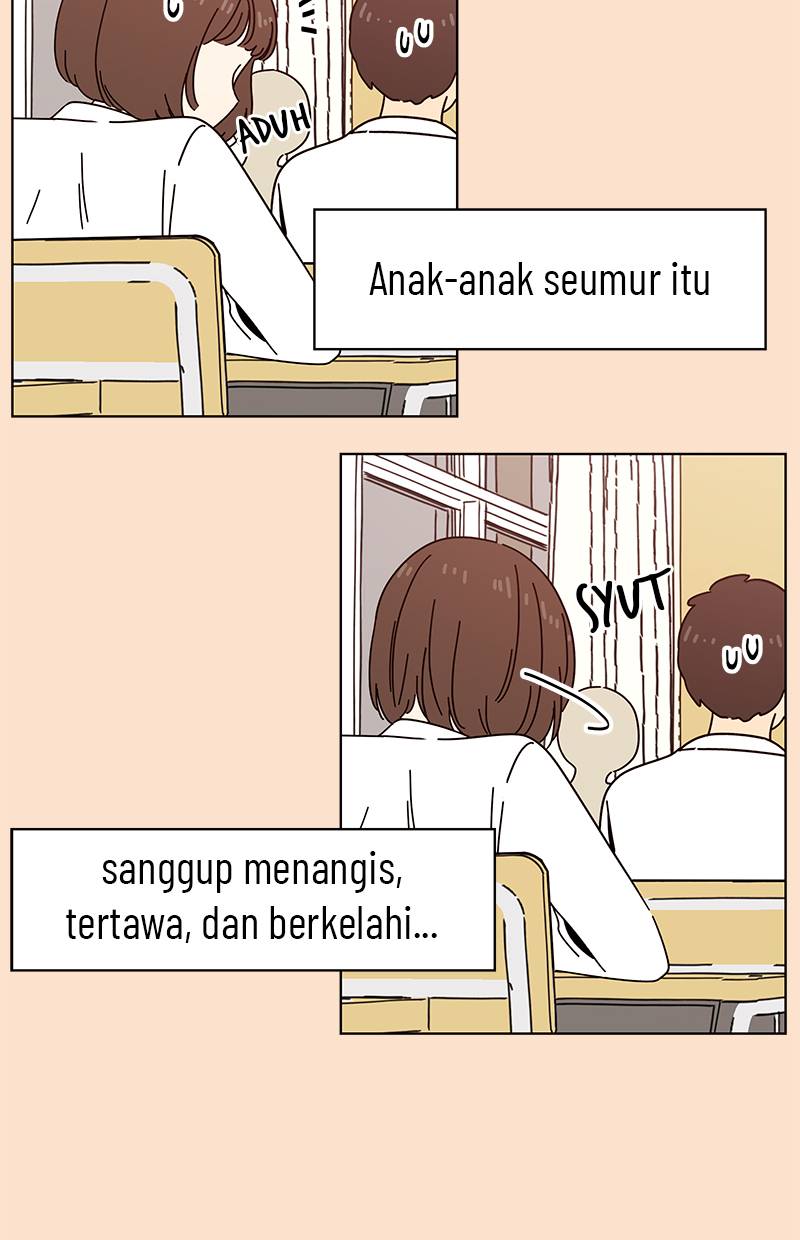 ADUH
Anak-anak seumur itu
SYUT
sanggup menangis,
tertawa, dan berkelahi...